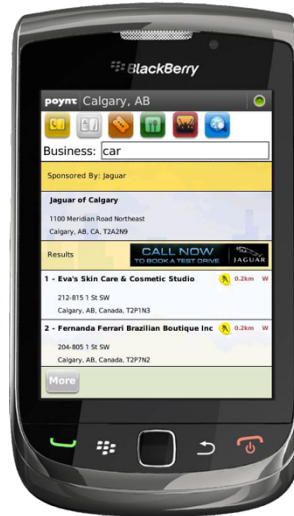 BlackBerry
poynt Calgary, AB
Business: car
Sponsored By: Jaguar
Jaguar of Calgary
1100 Meridian Road Northeast
Calgary, AB, CA, T2A2N9
Results
CALL NOW
TO BOOK A TEST DRIVE
JAGUAR
1 - Eva's Skin Care & Cosmetic Studio 0.2km W
212-815 1 St SW
Calgary, AB, Canada, T2P1N3
2 - Fernanda Ferrari Brazilian Boutique Inc 0.2km W
204-805 1 St SW
Calgary, AB, Canada, T2P7N2
More